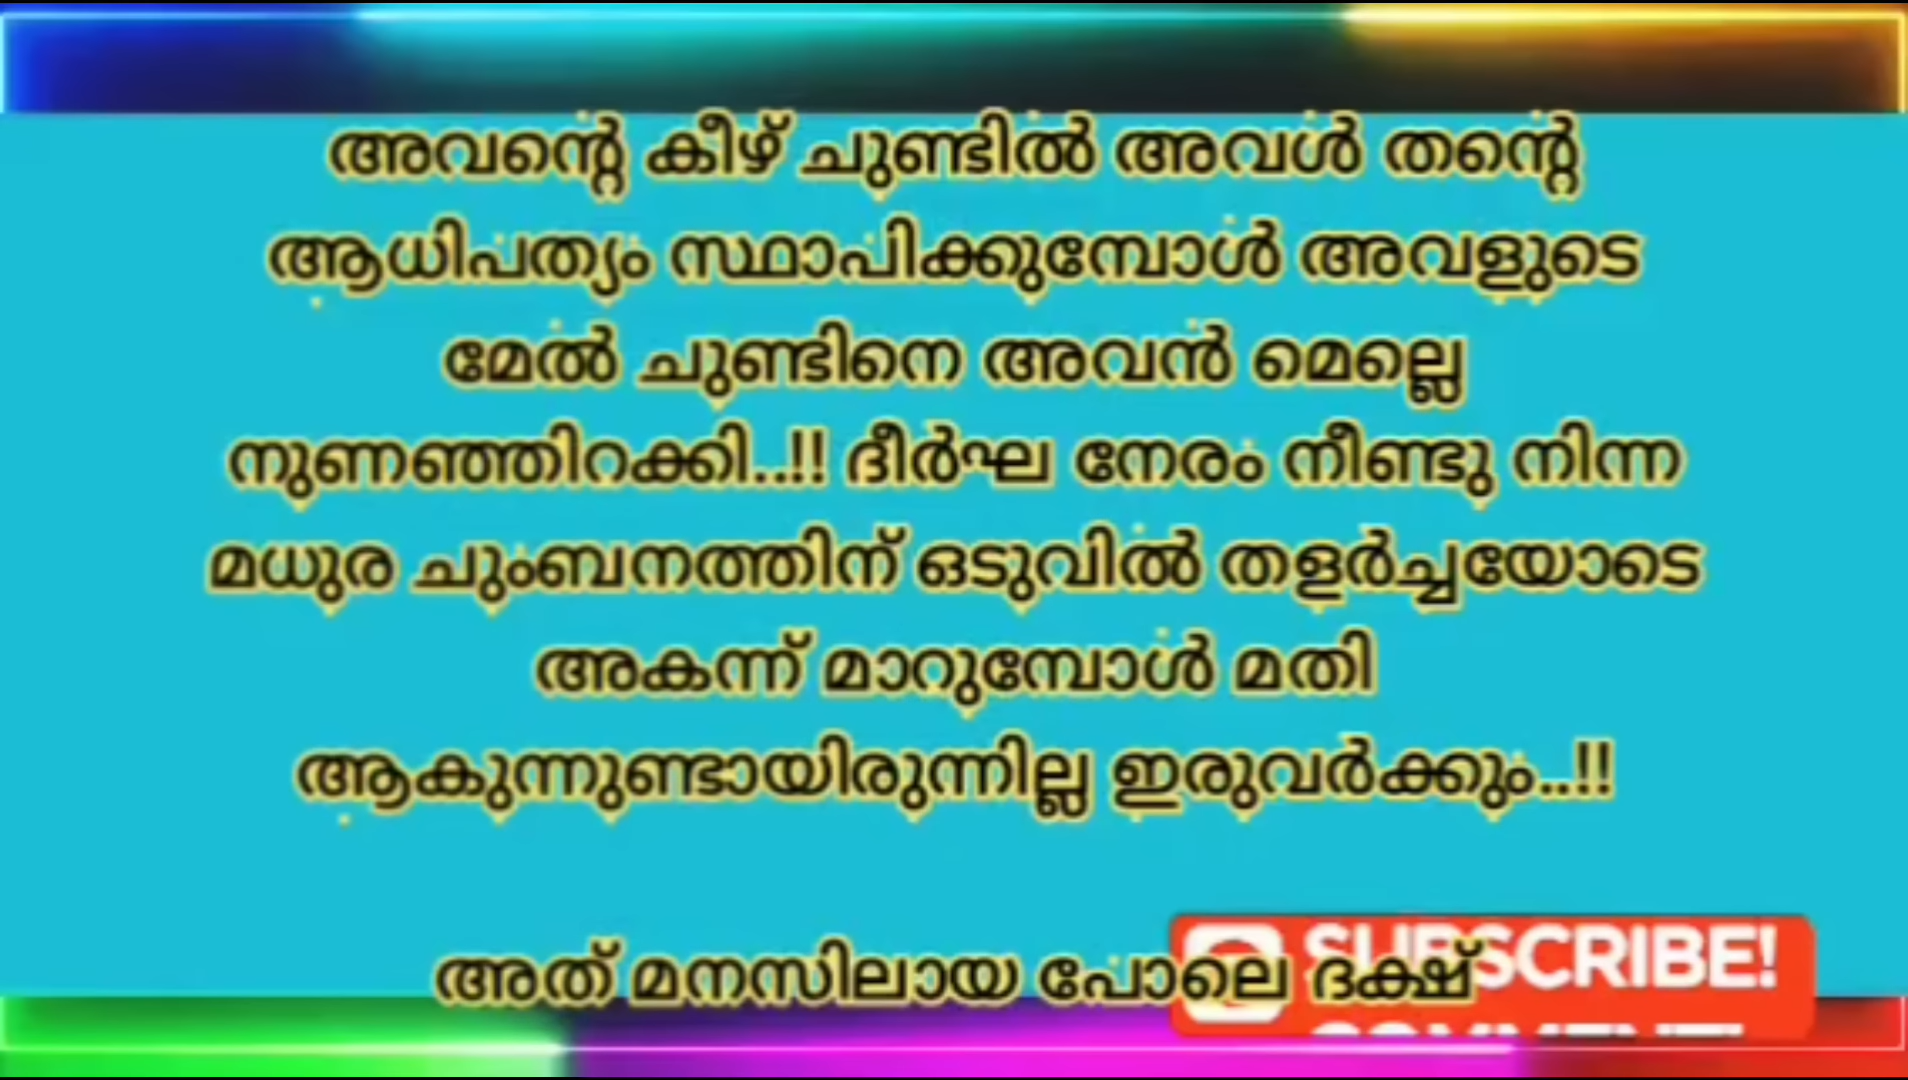 അവന്റെ കീഴ് ചുണ്ടിൽ അവൾ തന്റെ
ആധിപത്യം സ്ഥാപിക്കുമ്പോൾ അവളുടെ
മേൽ ചുണ്ടിനെ അവൻ മെല്ലെ
നുണഞ്ഞിറക്കി..!! ദീർഘ നേരം നീണ്ടു നിന്ന
മധുര ചുംബനത്തിന് ഒടുവിൽ തളർച്ചയോടെ
അകന്ന് മാറുമ്പോൾ മതി
ആകുന്നുണ്ടായിരുന്നില്ല ഇരുവർക്കും..!!
അത് മനസിലായ പോലെ ദക്ഷ്
SUBSCRIBE!